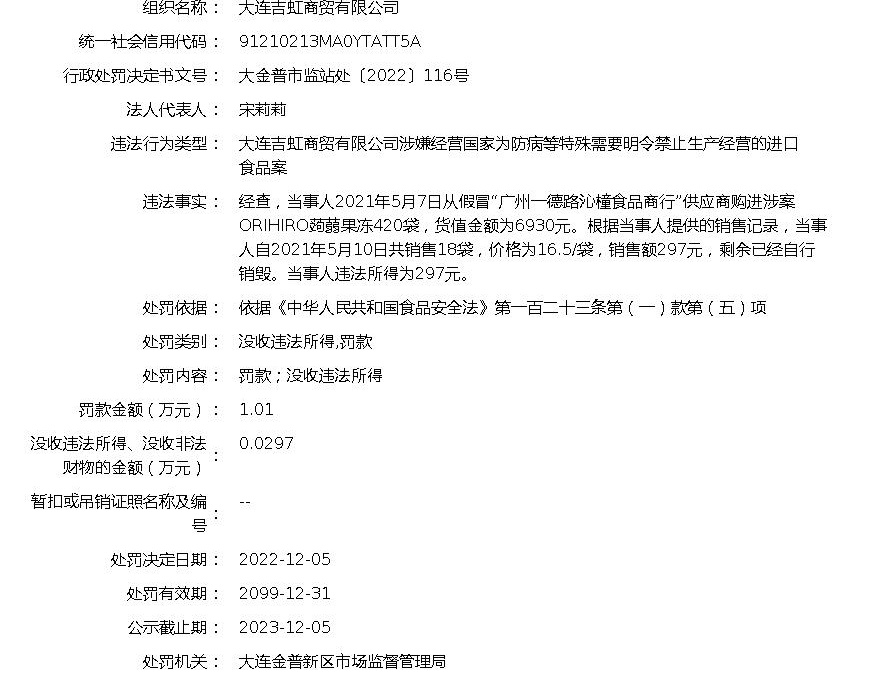 组织名称： 大连吉虹商贸有限公司
统一社会信用代码： 91210213MA0YTATT5A
行政处罚决定书文号： 大金普市监站处〔2022〕116号
法人代表人： 宋莉莉
违法行为类型： 大连吉虹商贸有限公司涉嫌经营国家为防病等特殊需要明令禁止生产经营的进口
食品案
违法事实： 经查，当事人2021年5月7日从假冒“广州一德路沁橦食品商行”供应商购进涉案
ORIHIRO蒟蒻果冻420袋，货值金额为6930元。根据当事人提供的销售记录，当事
人自2021年5月10日共销售18袋，价格为16.5/袋，销售额297元，剩余已经自行
销毁。当事人违法所得为297元。
处罚依据： 依据《中华人民共和国食品安全法》第一百二十三条第（一）款第（五）项
处罚类别： 没收违法所得,罚款
处罚内容： 罚款；没收违法所得
罚款金额（万元）： 1.01
没收违法所得、没收非法
财物的金额（万元）： 0.0297
暂扣或吊销证照名称及编
号： --
处罚决定日期： 2022-12-05
处罚有效期： 2099-12-31
公示截止期： 2023-12-05
处罚机关： 大连金普新区市场监督管理局